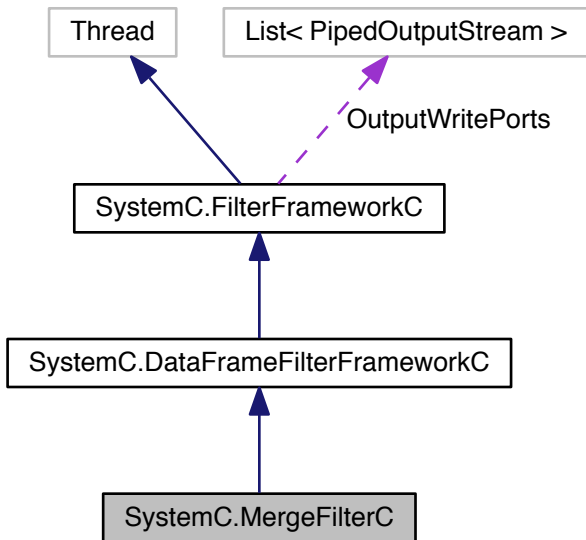 Thread
List< PipedOutputStream >
OutputWritePorts
SystemC.FilterFrameworkC
SystemC.DataFrameFilterFrameworkC
SystemC.MergeFilterC